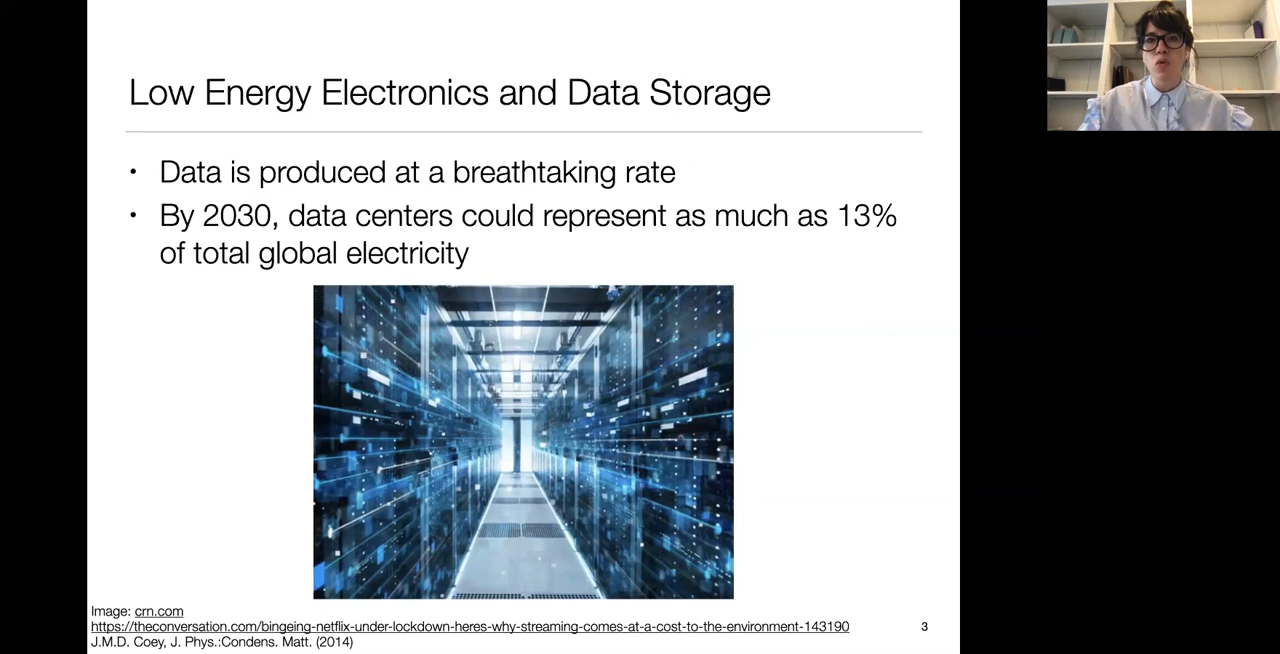 Low Energy Electronics and Data Storage
• Data is produced at a breathtaking rate
• By 2030, data centers could represent as much as 13%
of total global electricity
Image: crn.com
https://theconversation.com/bingeing-netflix-under-lockdown-heres-why-streaming-comes-at-a-cost-to-the-environment-143190
J.M.D. Coey, J. Phys.:Condens. Matt. (2014)
3